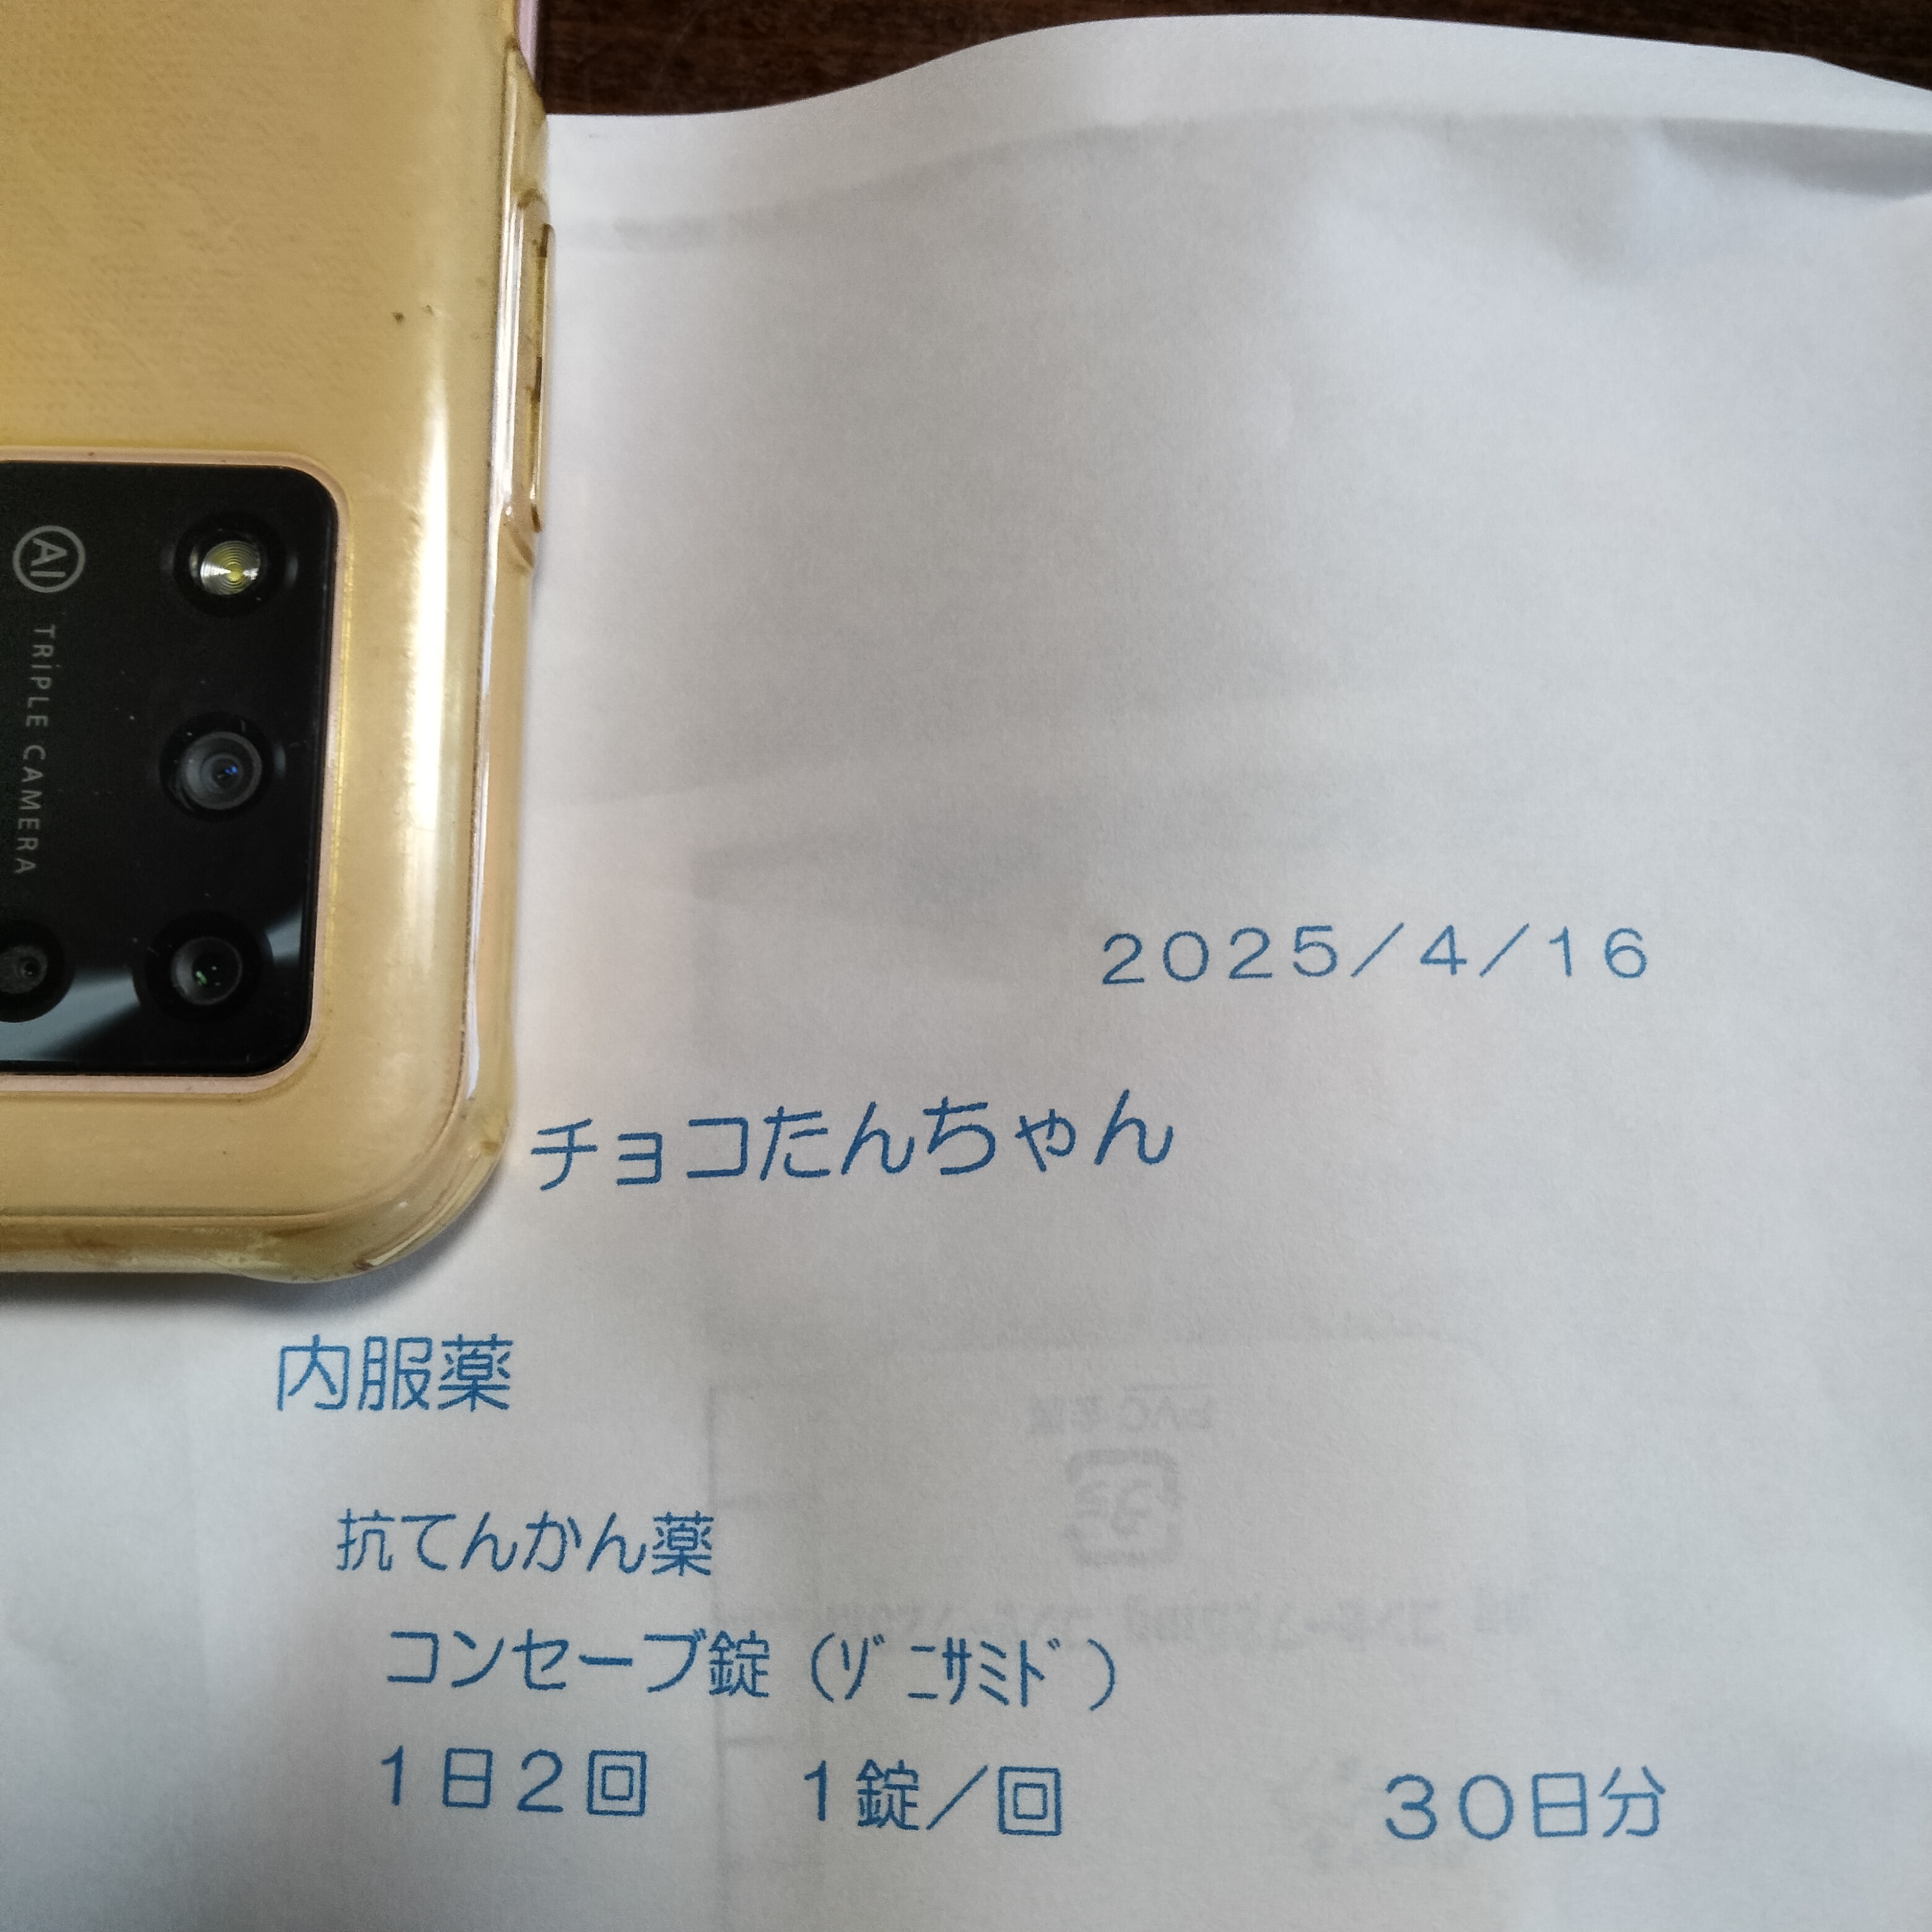 AI TRIPLE CAMERA
2025/4/16
チョコたんちゃん
内服薬
抗てんかん薬
コンセーブ錠(ｿﾞﾆｻﾐﾄﾞ)
1日2回 1錠/回 30日分